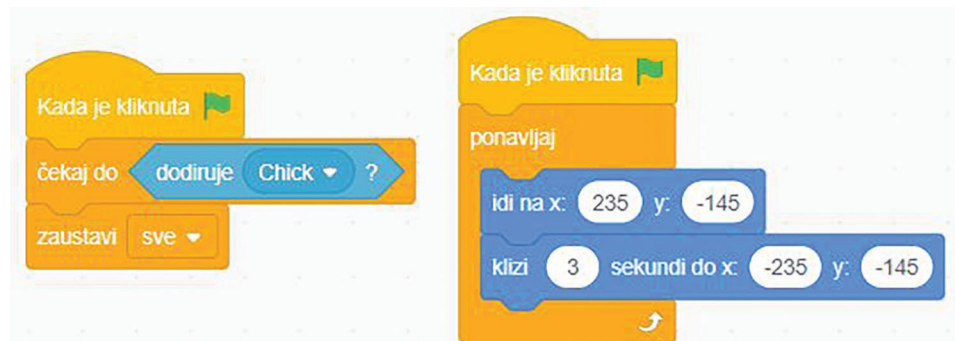 Kada je kliknuta
čekaj do dodiruje Chick ?
zaustavi sve
Kada je kliknuta
ponavljaj
idi na x: 235 y: -145
klizi 3 sekundi do x: -235 y: -145